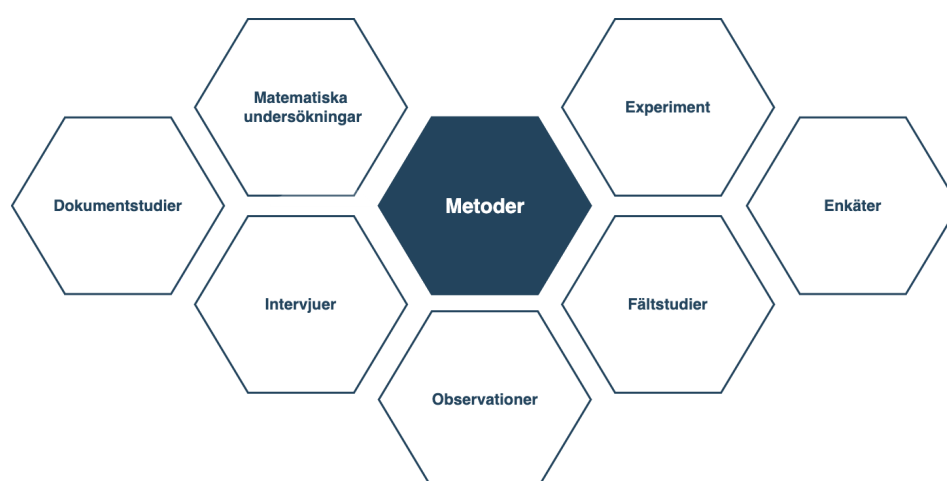 Matematiska
undersökningar
Experiment
Dokumentstudier
Metoder
Enkäter
Intervjuer
Fältstudier
Observationer